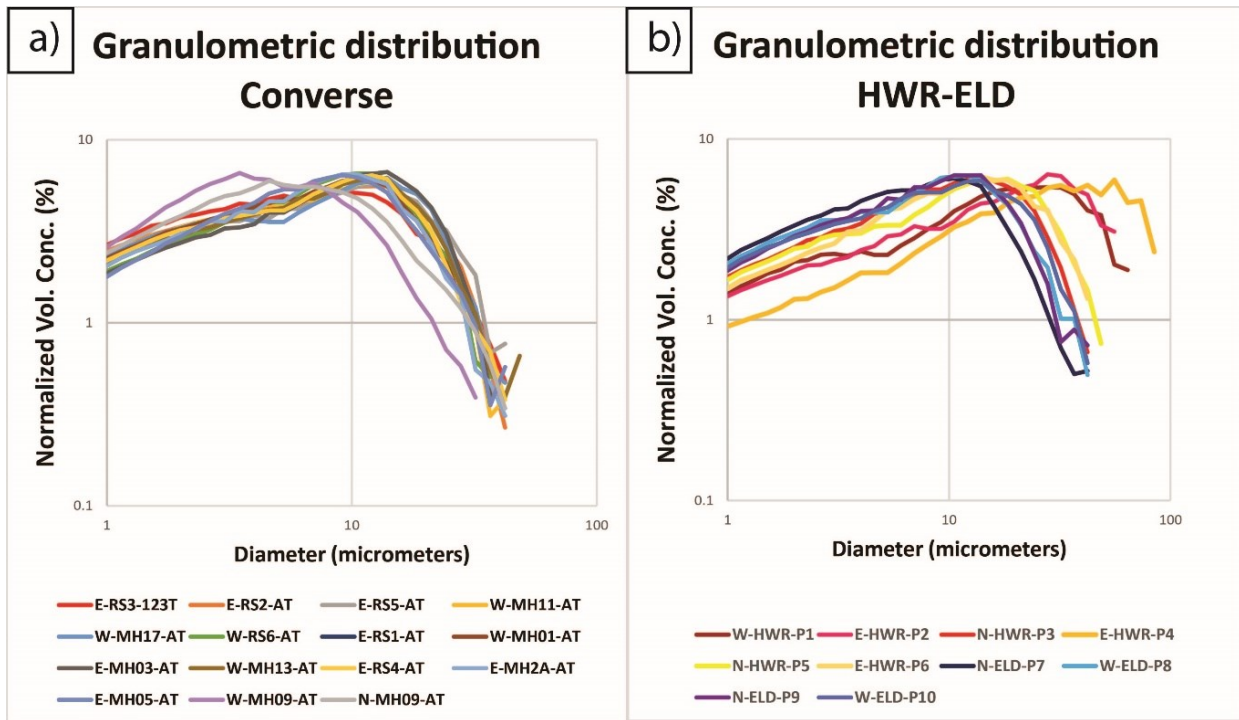 a)
Granulometric distribution
Converse
10
1
0.1
1
10
100
Normalized Vol. Conc. (%)
Diameter (micrometers)
E-RS3-123T E-RS2-AT E-RS5-AT W-MH11-AT
W-MH17-AT W-RS6-AT E-RS1-AT W-MH01-AT
E-MH03-AT W-MH13-AT E-RS4-AT E-MH2A-AT
E-MH05-AT W-MH09-AT N-MH09-AT
b)
Granulometric distribution
HWR-ELD
10
1
0.1
1
10
100
Normalized Vol. Conc. (%)
Diameter (micrometers)
W-HWR-P1 E-HWR-P2 N-HWR-P3 E-HWR-P4
N-HWR-P5 E-HWR-P6 N-ELD-P7 W-ELD-P8
N-ELD-P9 W-ELD-P10